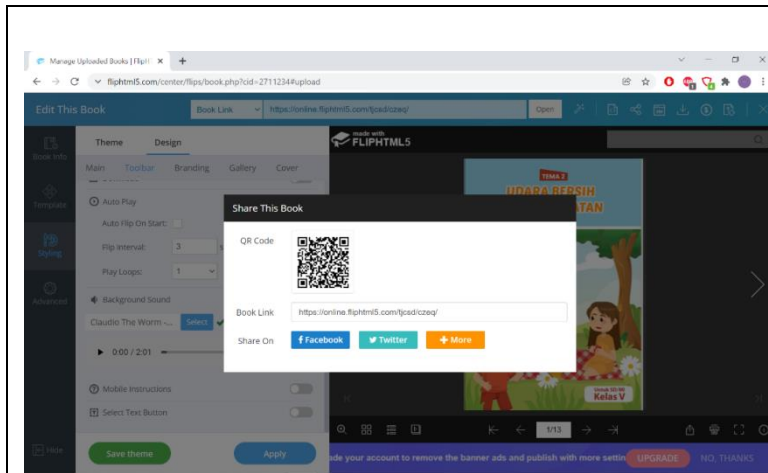 Manage Uploaded Books | FlipH
fliphtml5.com/center/flips/book.php?cid=2711234#upload
Edit This Book
Book Link
https://online.fliphtml5.com/tjcsd/czeq/
Open
Book Info
Template
Styling
Advanced
Hide
Theme Design
Main Toolbar Branding Gallery Cover
Auto Play
Auto Flip On Start:
Flip Interval: 3
Play Loops: 1
Background Sound
Claudio The Worm -... Select
0:00 / 2:01
Mobile Instructions
Select Text Button
Save theme Apply
made with
FLIPHTML5
TEMA 2
UDARA BERSIH
Kelas V
Share This Book
QR Code
Book Link https://online.fliphtml5.com/tjcsd/czeq/
Share On Facebook Twitter More
1/13
ade your account to remove the banner ads and publish with more settin UPGRADE NO, THANKS